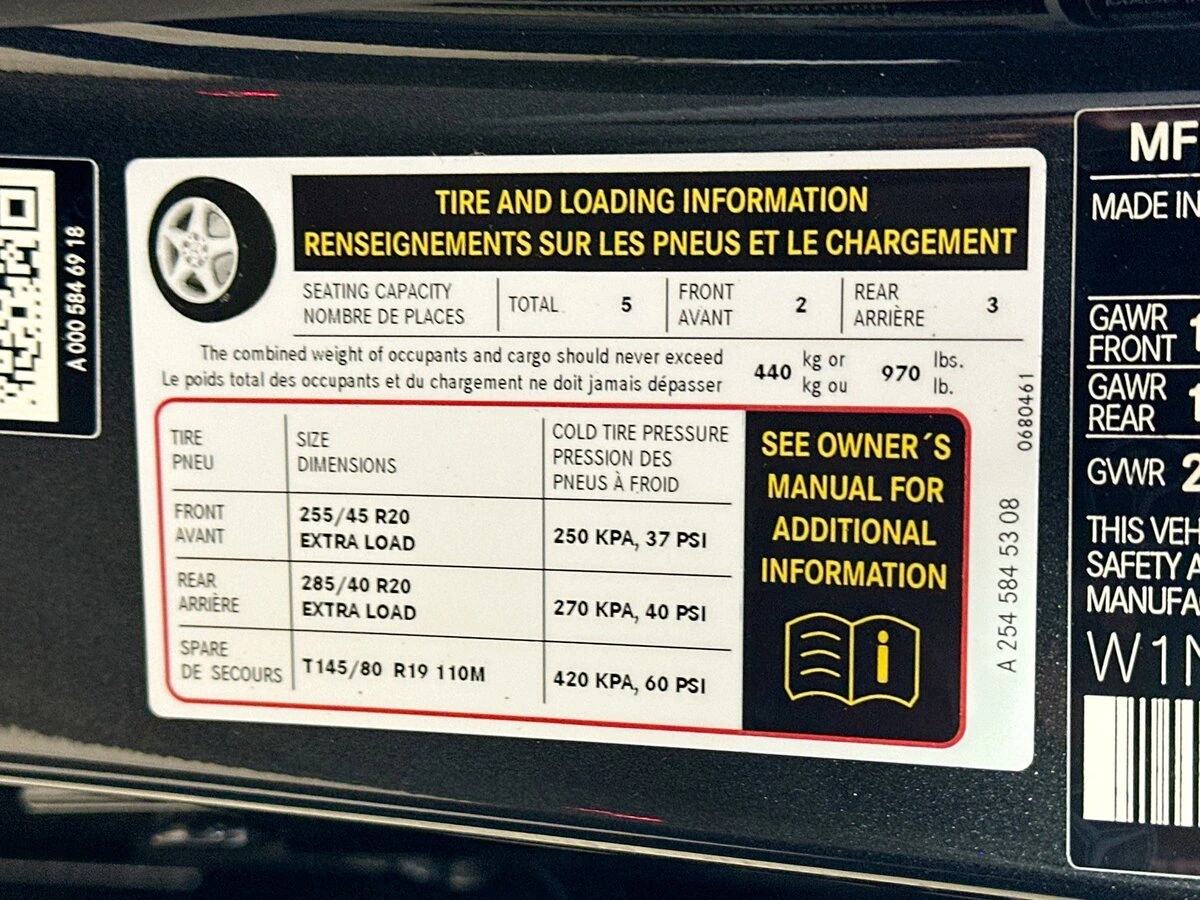 A 000 584 69 18
TIRE AND LOADING INFORMATION
RENSEIGNEMENTS SUR LES PNEUS ET LE CHARGEMENT
SEATING CAPACITY
NOMBRE DE PLACES
TOTAL 5
FRONT
AVANT
2
REAR
ARRIÈRE
3
The combined weight of occupants and cargo should never exceed
Le poids total des occupants et du chargement ne doit jamais dépasser
440
kg or
kg ou
970
lbs.
lb.
TIRE
PNEU
SIZE
DIMENSIONS
COLD TIRE PRESSURE
PRESSION DES
PNEUS À FROID
FRONT
AVANT
255/45 R20
EXTRA LOAD
250 KPA, 37 PSI
REAR
ARRIÈRE
285/40 R20
EXTRA LOAD
270 KPA, 40 PSI
SPARE
DE SECOURS
T145/80 R19 110M
420 KPA, 60 PSI
SEE OWNER´S
MANUAL FOR
ADDITIONAL
INFORMATION
i
0680461
A 254 584 53 08
MF
MADE IN
GAWR
FRONT
GAWR
REAR
GVWR 2
THIS VEH
SAFETY A
MANUFA
W1N